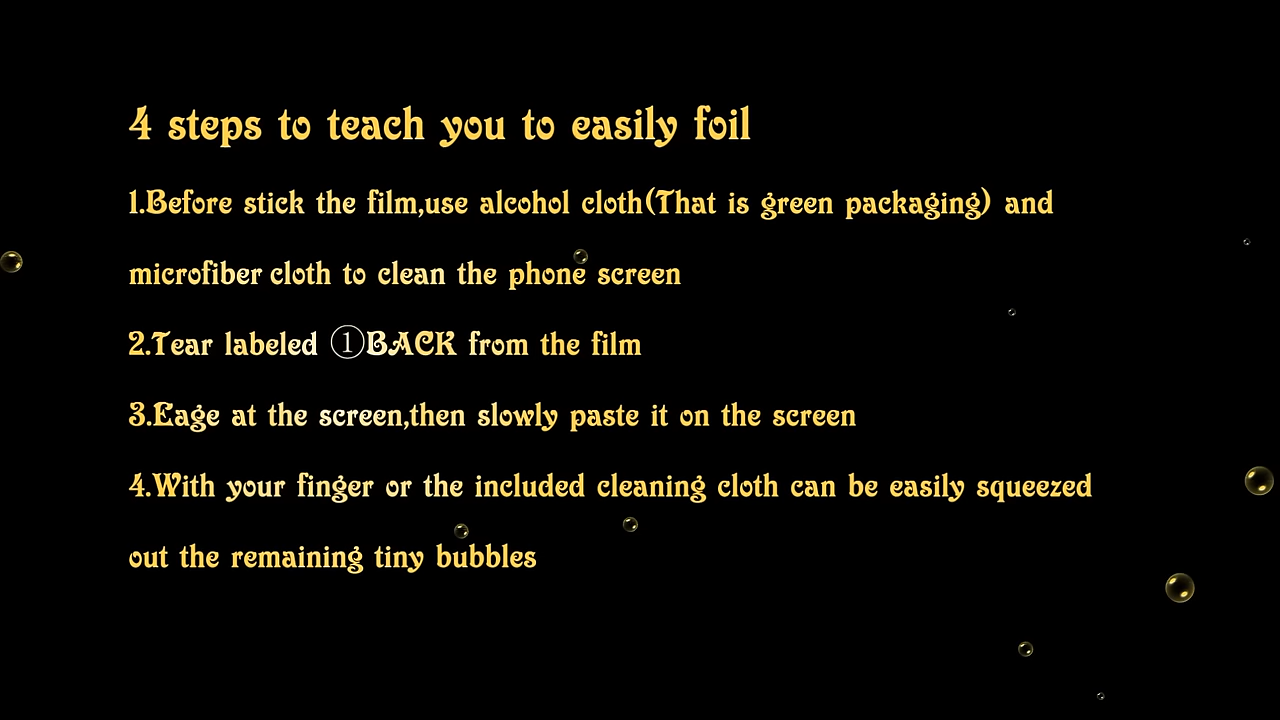 4 steps to teach you to easily foil
1.Before stick the film,use alcohol cloth(That is green packaging) and
microfiber cloth to clean the phone screen
2.Tear labeled ①BACK from the film
3.Eage at the screen,then slowly paste it on the screen
4.With your finger or the included cleaning cloth can be easily squeezed
out the remaining tiny bubbles